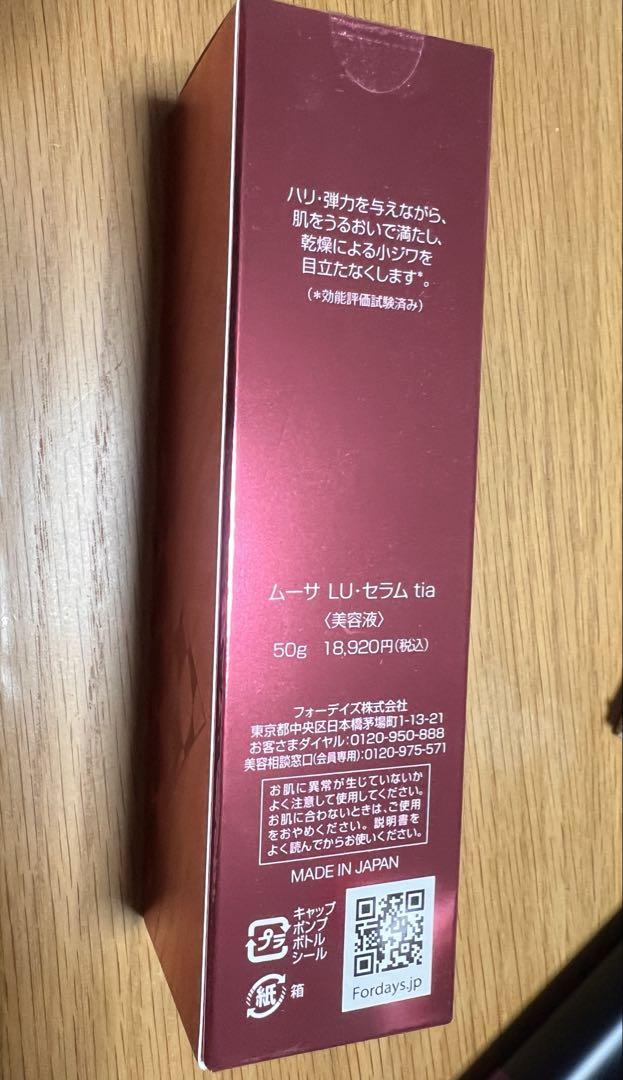 ハリ・弾力を与えながら、
肌をうるおいで満たし、
乾燥による小ジワを
目立たなくします*。
(*効能評価試験済み)
ムーサ LU・セラム tia
〈美容液〉
50g 18,920円(税込)
フォーデイズ株式会社
東京都中央区日本橋茅場町1-13-21
お客さまダイヤル:0120-950-888
美容相談窓口(会員専用):0120-975-571
お肌に異常が生じていないか
よく注意して使用してください。
お肌に合わないときは、ご使用
をおやめください。説明書を
よく読んでからお使いください。
MADE IN JAPAN
プラ
キャップ
ポンプ
ボトル
シール
紙 箱
Fordays.jp